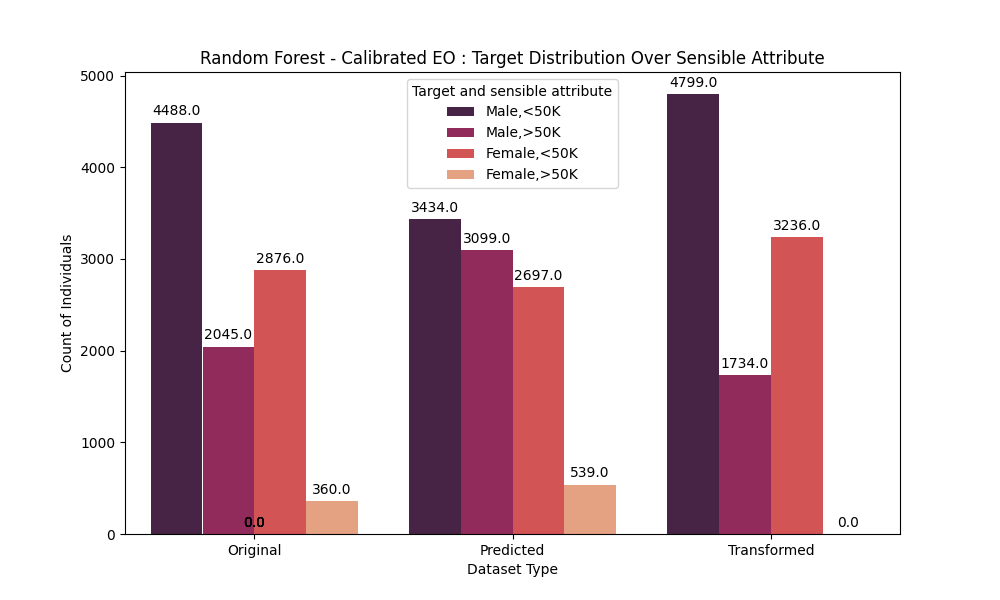 Random Forest - Calibrated EO : Target Distribution Over Sensible Attribute
Target and sensible attribute
Male,<50K
Male,>50K
Female,<50K
Female,>50K
Count of Individuals
5000
4000
3000
2000
1000
0
4488.0
2045.0
2876.0
360.0
0.0
3434.0
3099.0
2697.0
539.0
4799.0
1734.0
3236.0
0.0
Original
Predicted
Transformed
Dataset Type